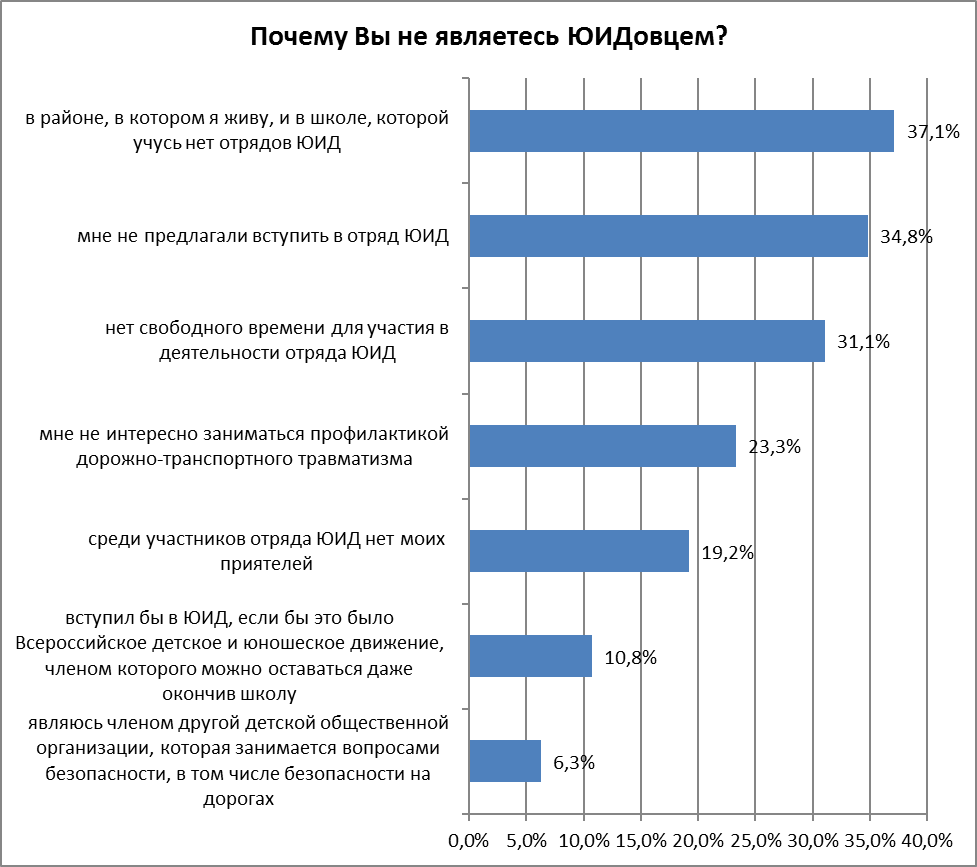 Почему Вы не являетесь ЮИДовцем?
в районе, в котором я живу, и в школе, которой
учусь нет отрядов ЮИД
37,1%
мне не предлагали вступить в отряд ЮИД
34,8%
нет свободного времени для участия в
деятельности отряда ЮИД
31,1%
мне не интересно заниматься профилактикой
дорожно-транспортного травматизма
23,3%
среди участников отряда ЮИД нет моих
приятелей
19,2%
вступил бы в ЮИД, если бы это было
Всероссийское детское и юношеское движение,
членом которого можно оставаться даже
окончив школу
10,8%
являюсь членом другой детской общественной
организации, которая занимается вопросами
безопасности, в том числе безопасности на
дорогах
6,3%
0,0% 5,0% 10,0% 15,0% 20,0% 25,0% 30,0% 35,0% 40,0%